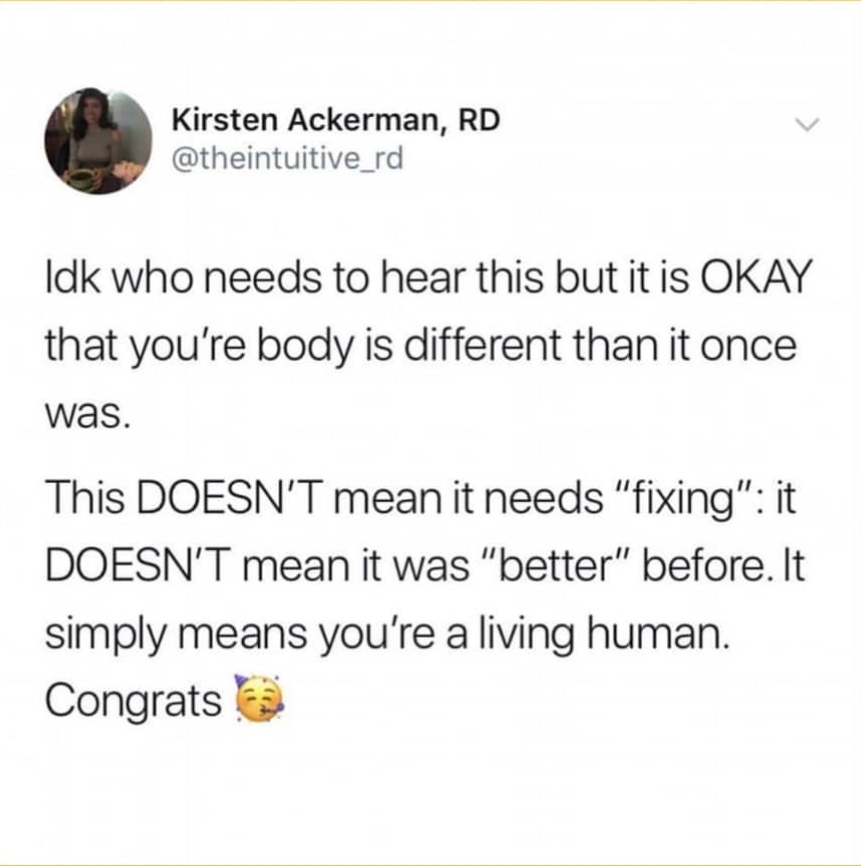 Kirsten Ackerman, RD
@theintuitive_rd
Idk who needs to hear this but it is OKAY
that you're body is different than it once
was.
This DOESN'T mean it needs "fixing": it
DOESN'T mean it was "better" before. It
simply means you're a living human.
Congrats 🥳